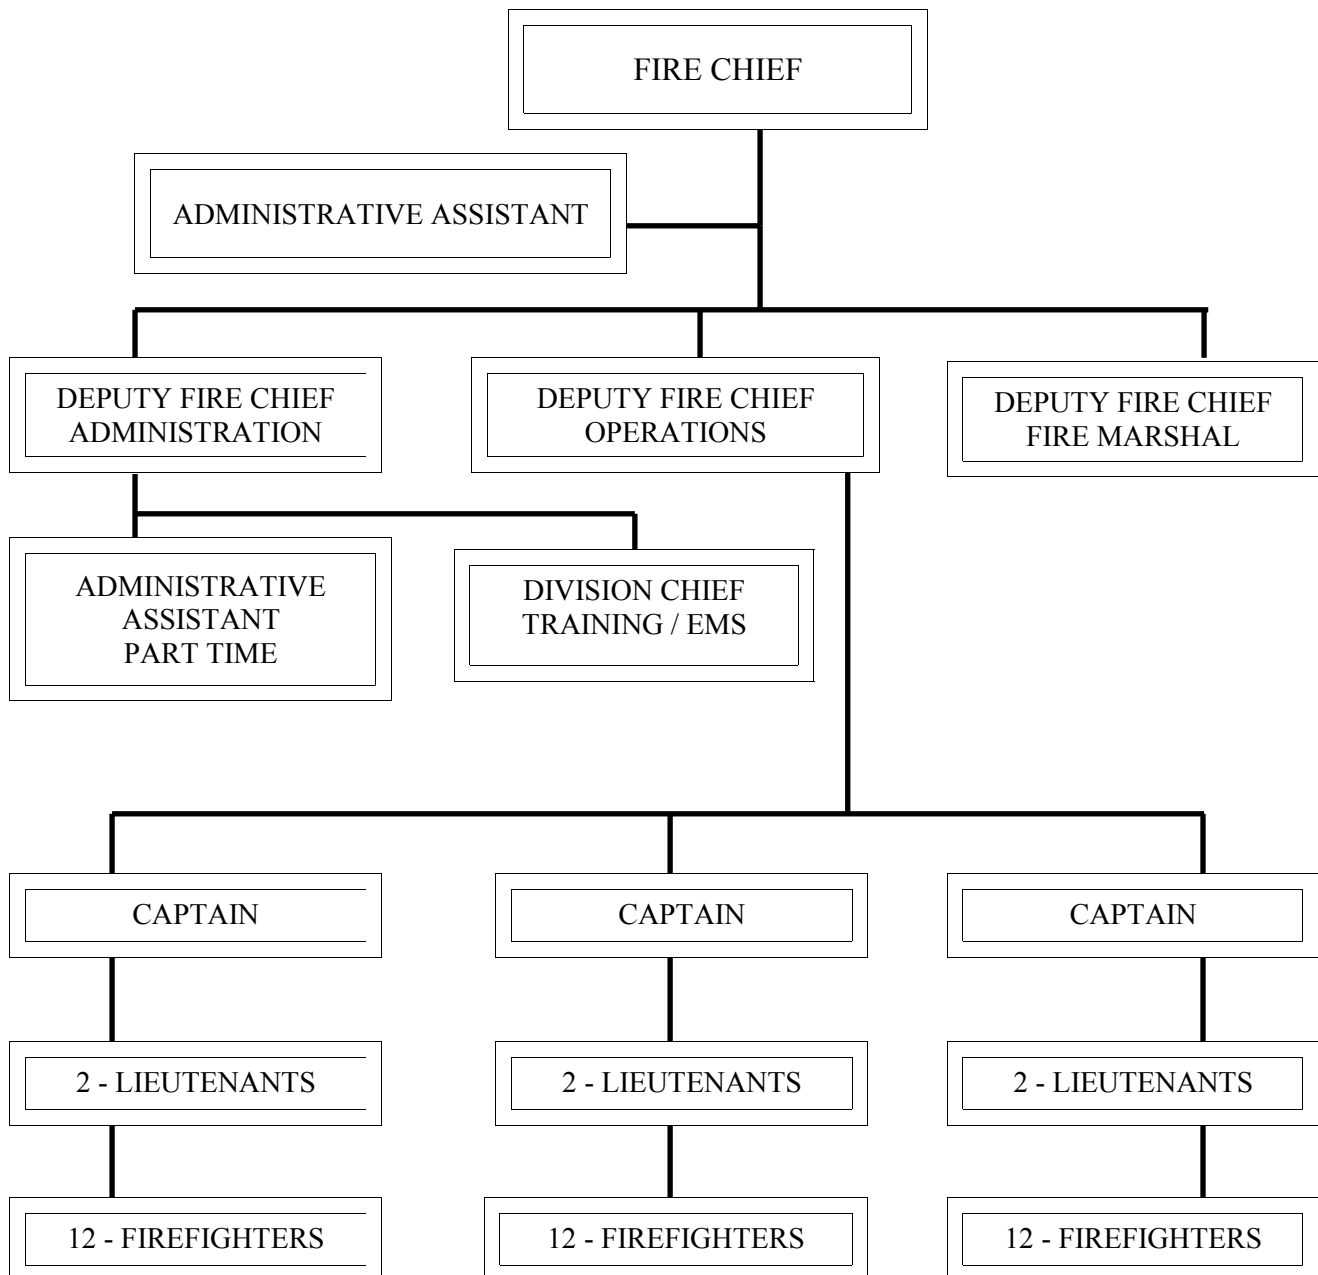 FIRE CHIEF
ADMINISTRATIVE ASSISTANT
DEPUTY FIRE CHIEF
ADMINISTRATION
DEPUTY FIRE CHIEF
OPERATIONS
DEPUTY FIRE CHIEF
FIRE MARSHAL
ADMINISTRATIVE
ASSISTANT
PART TIME
DIVISION CHIEF
TRAINING / EMS
CAPTAIN
CAPTAIN
CAPTAIN
2 - LIEUTENANTS
2 - LIEUTENANTS
2 - LIEUTENANTS
12 - FIREFIGHTERS
12 - FIREFIGHTERS
12 - FIREFIGHTERS